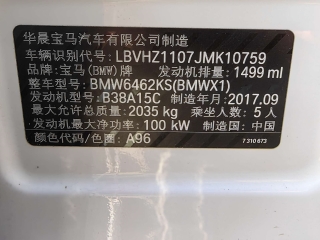 华晨宝马汽车有限公司制造
车辆识别代号: LBVHZ1107JMK10759
品牌: 宝马(BMW)牌 发动机排量: 1499 ml
整车型号: BMW6462KS(BMWX1)
发动机型号: B38A15C 制造年月: 2017.09
最大允许总质量: 2035 kg 乘坐人数: 5 人
发动机最大净功率: 100 kW 制造国: 中国
颜色代号/色圈: A96
7 310 673